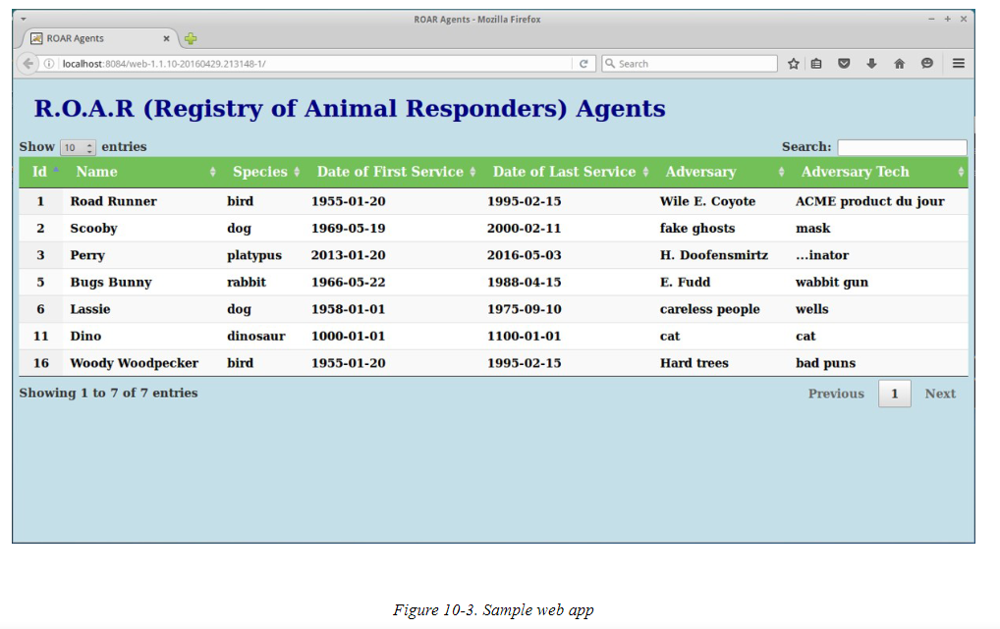 ROAR Agents - Mozilla Firefox
ROAR Agents
localhost:8084/web-1.1.10-20160429.213148-1/ Search
R.O.A.R (Registry of Animal Responders) Agents
Show 10 entries Search:
Id Name Species Date of First Service Date of Last Service Adversary Adversary Tech
1 Road Runner bird 1955-01-20 1995-02-15 Wile E. Coyote ACME product du jour
2 Scooby dog 1969-05-19 2000-02-11 fake ghosts mask
3 Perry platypus 2013-01-20 2016-05-03 H. Doofensmirtz ...inator
5 Bugs Bunny rabbit 1966-05-22 1988-04-15 E. Fudd wabbit gun
6 Lassie dog 1958-01-01 1975-09-10 careless people wells
11 Dino dinosaur 1000-01-01 1100-01-01 cat cat
16 Woody Woodpecker bird 1955-01-20 1995-02-15 Hard trees bad puns
Showing 1 to 7 of 7 entries Previous 1 Next
Figure 10-3. Sample web app